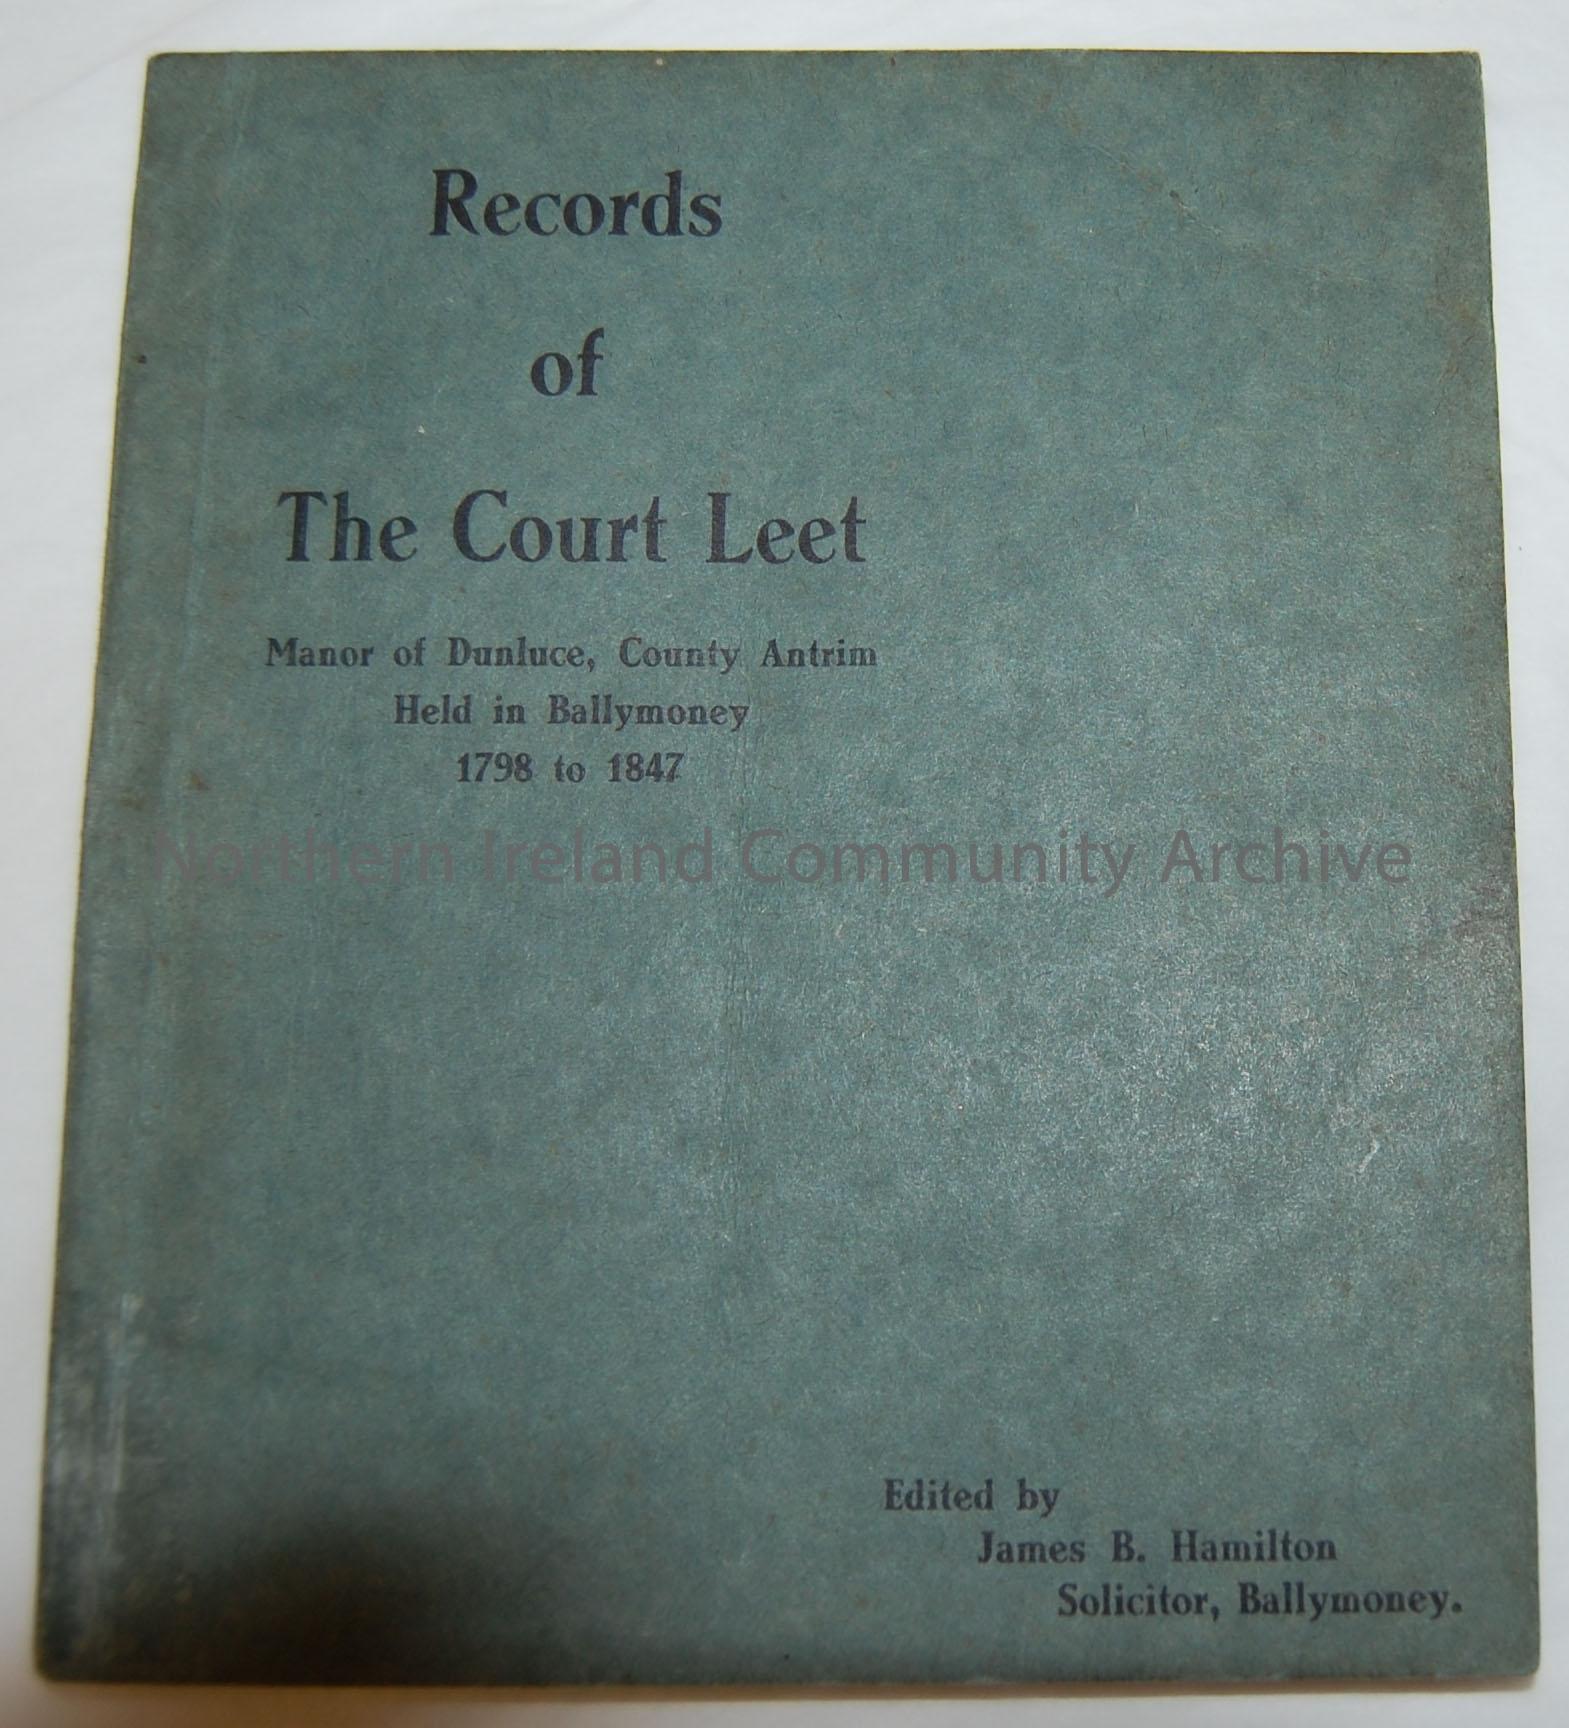 Records
of
The Court Leet
Manor of Dunluce, County Antrim
Held in Ballymoney
1798 to 1847
Northern Ireland Community Archive
Edited by
James B. Hamilton
Solicitor, Ballymoney.